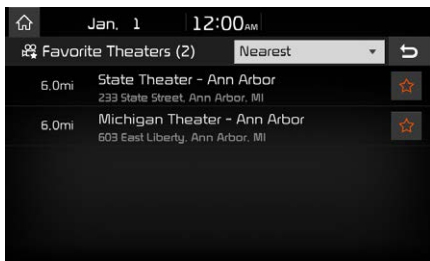 Jan. 1 12:00AM
Favorite Theaters (2) Nearest
6.0mi State Theater - Ann Arbor
233 State Street, Ann Arbor, MI
6.0mi Michigan Theater - Ann Arbor
603 East Liberty, Ann Arbor, MI